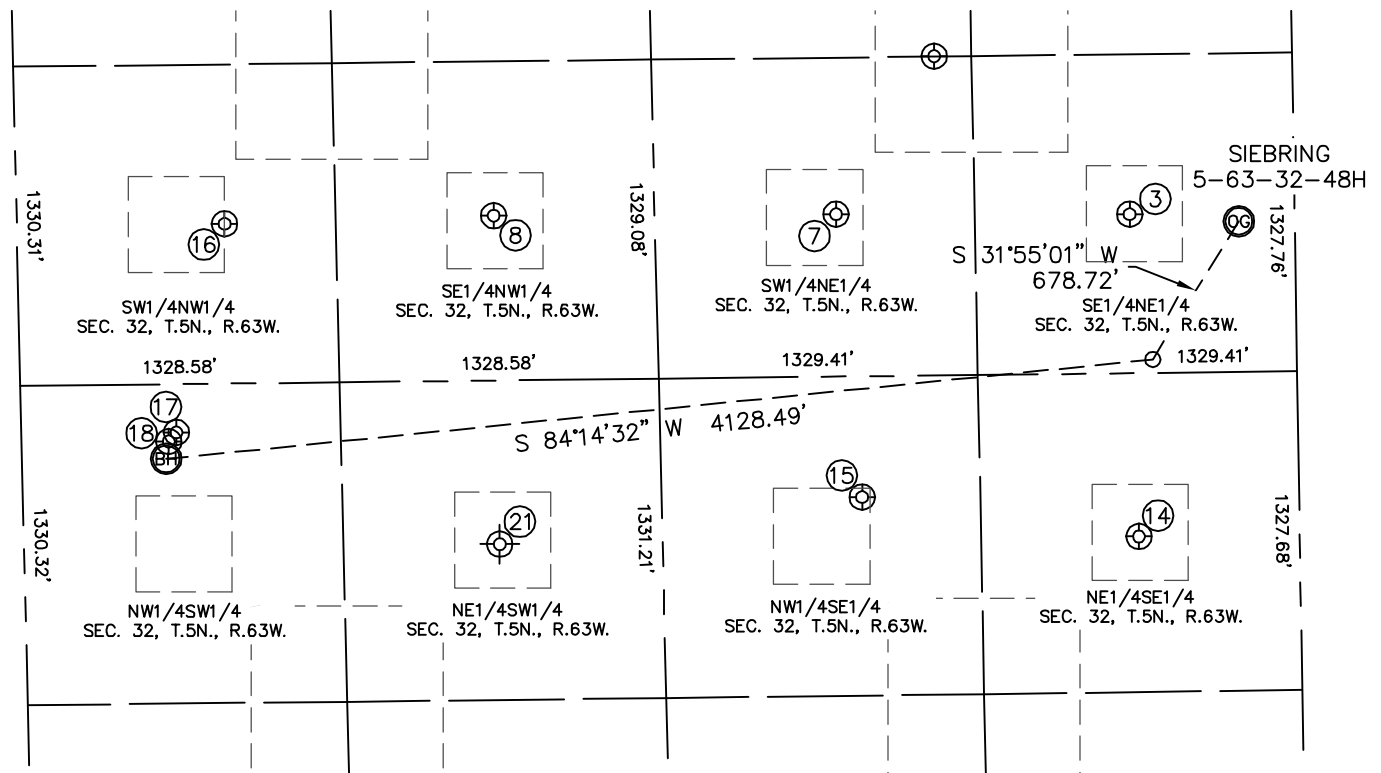 SIEBRING
5-63-32-48H
1330.31'
16
8
1329.08'
7
3
OG
1327.76'
S 31°55'01" W
678.72'
SW1/4NW1/4
SEC. 32, T.5N., R.63W.
SE1/4NW1/4
SEC. 32, T.5N., R.63W.
SW1/4NE1/4
SEC. 32, T.5N., R.63W.
SE1/4NE1/4
SEC. 32, T.5N., R.63W.
1328.58'
1328.58'
1329.41'
1329.41'
17
18
BH
S 84°14'32" W 4128.49'
15
1330.32'
21
1331.21'
14
1327.68'
NW1/4SW1/4
SEC. 32, T.5N., R.63W.
NE1/4SW1/4
SEC. 32, T.5N., R.63W.
NW1/4SE1/4
SEC. 32, T.5N., R.63W.
NE1/4SE1/4
SEC. 32, T.5N., R.63W.